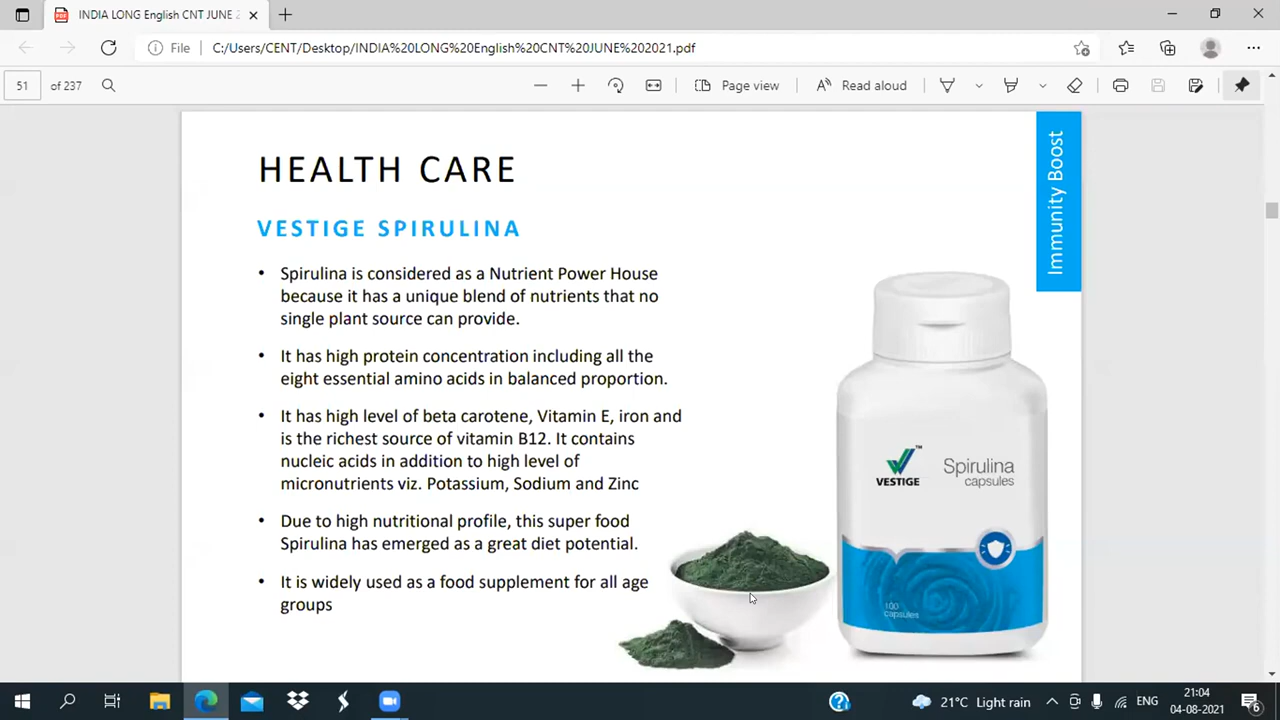 INDIA LONG English CNT JUNE 2
File
C:/Users/CENT/Desktop/INDIA%20LONG%20English%20CNT%20JUNE%202021.pdf
51 of 237
Page view
Read aloud
Immunity Boost
HEALTH CARE
VESTIGE SPIRULINA
• Spirulina is considered as a Nutrient Power House
because it has a unique blend of nutrients that no
single plant source can provide.
• It has high protein concentration including all the
eight essential amino acids in balanced proportion.
• It has high level of beta carotene, Vitamin E, iron and
is the richest source of vitamin B12. It contains
nucleic acids in addition to high level of
micronutrients viz. Potassium, Sodium and Zinc
• Due to high nutritional profile, this super food
Spirulina has emerged as a great diet potential.
• It is widely used as a food supplement for all age
groups
VESTIGE™
Spirulina
capsules
100
capsules
21°C Light rain
ENG
21:04
04-08-2021
6